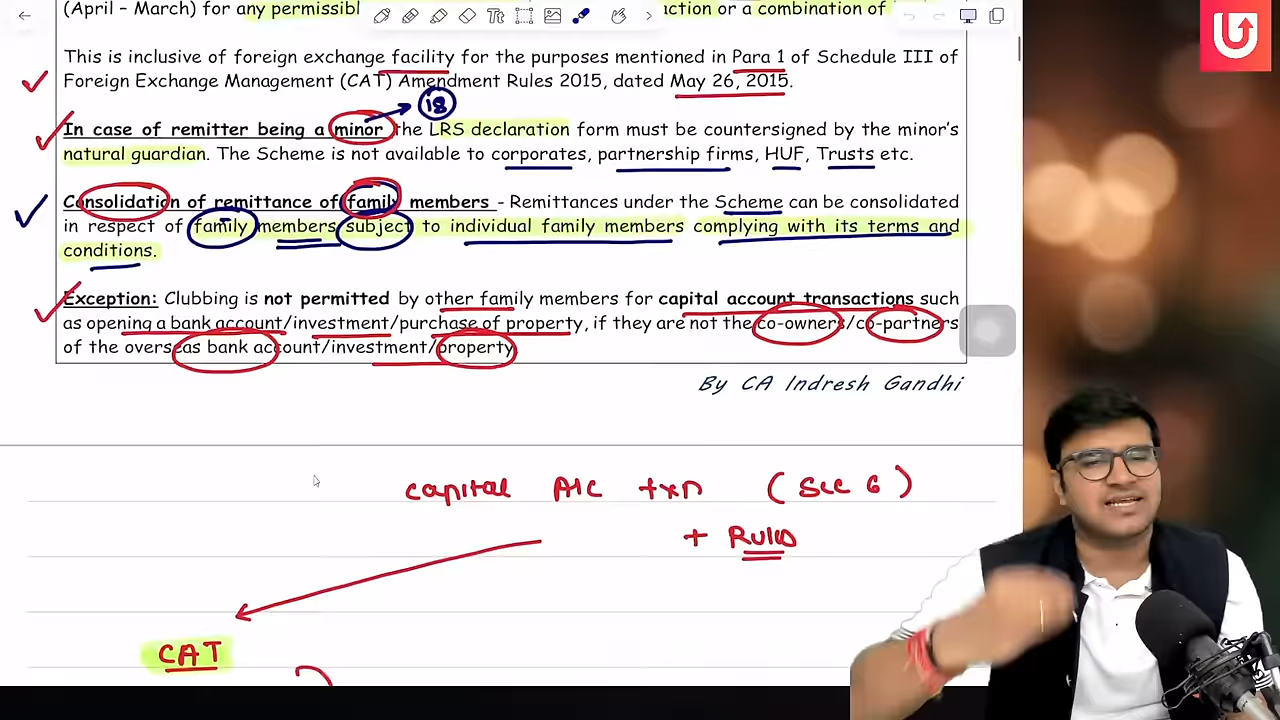 (April – March) for any permissibl
action or a combination of
Tt
This is inclusive of foreign exchange facility for the purposes mentioned in Para 1 of Schedule III of
Foreign Exchange Management (CAT) Amendment Rules 2015, dated May 26, 2015.
18
In case of remitter being a minor the LRS declaration form must be countersigned by the minor's
natural guardian. The Scheme is not available to corporates, partnership firms, HUF, Trusts etc.
Consolidation of remittance of family members - Remittances under the Scheme can be consolidated
in respect of family members subject to individual family members complying with its terms and
conditions.
Exception: Clubbing is not permitted by other family members for capital account transactions such
as opening a bank account/investment/purchase of property, if they are not the co-owners/co-partners
of the overseas bank account/investment/property
By CA Indresh Gandhi
Capital A/C txn (Sec 6)
+ Rules
CAT